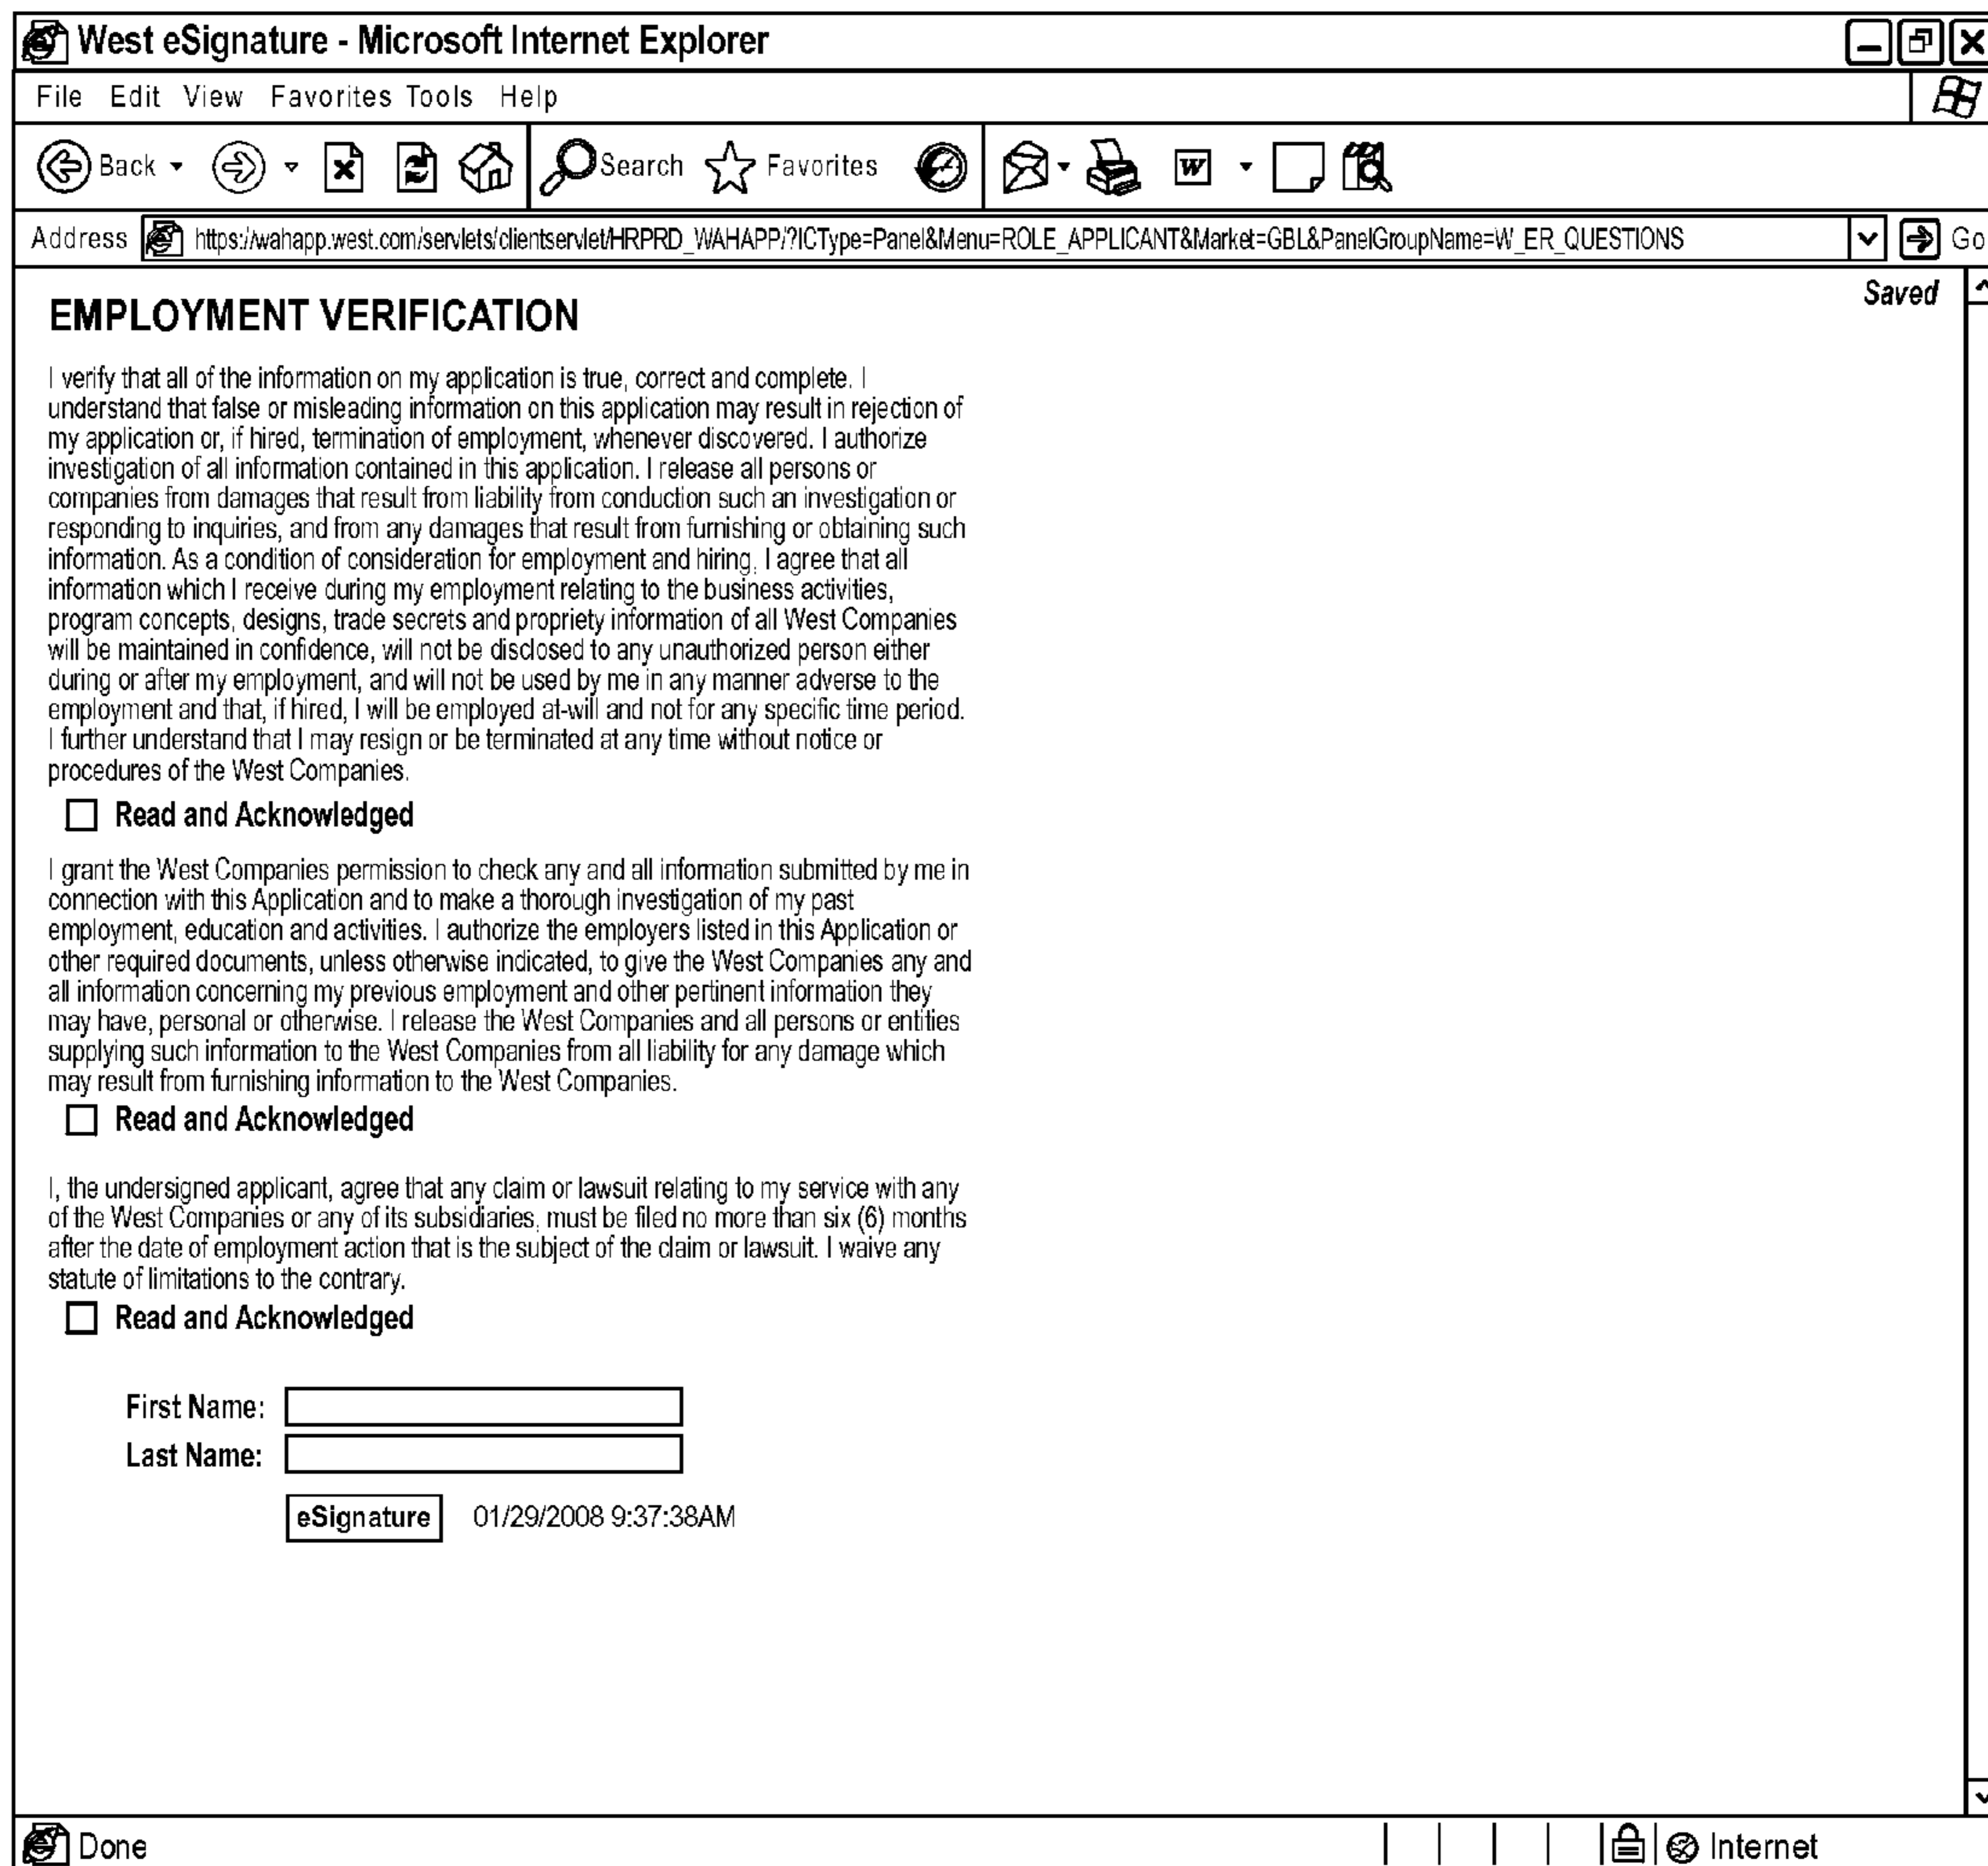 West eSignature - Microsoft Internet Explorer
File Edit View Favorites Tools Help
Back Search Favorites W
Address https://wahapp.west.com/servlets/clientservlet/HRPRD_WAHAPP/?ICType=Panel&Menu=ROLE_APPLICANT&Market=GBL&PanelGroupName=W_ER_QUESTIONS Go
Saved
EMPLOYMENT VERIFICATION
I verify that all of the information on my application is true, correct and complete. I
understand that false or misleading information on this application may result in rejection of
my application or, if hired, termination of employment, whenever discovered. I authorize
investigation of all information contained in this application. I release all persons or
companies from damages that result from liability from conduction such an investigation or
responding to inquiries, and from any damages that result from furnishing or obtaining such
information. As a condition of consideration for employment and hiring, I agree that all
information which I receive during my employment relating to the business activities,
program concepts, designs, trade secrets and propriety information of all West Companies
will be maintained in confidence, will not be disclosed to any unauthorized person either
during or after my employment, and will not be used by me in any manner adverse to the
employment and that, if hired, I will be employed at-will and not for any specific time period.
I further understand that I may resign or be terminated at any time without notice or
procedures of the West Companies.
Read and Acknowledged
I grant the West Companies permission to check any and all information submitted by me in
connection with this Application and to make a thorough investigation of my past
employment, education and activities. I authorize the employers listed in this Application or
other required documents, unless otherwise indicated, to give the West Companies any and
all information concerning my previous employment and other pertinent information they
may have, personal or otherwise. I release the West Companies and all persons or entities
supplying such information to the West Companies from all liability for any damage which
may result from furnishing information to the West Companies.
Read and Acknowledged
I, the undersigned applicant, agree that any claim or lawsuit relating to my service with any
of the West Companies or any of its subsidiaries, must be filed no more than six (6) months
after the date of employment action that is the subject of the claim or lawsuit. I waive any
statute of limitations to the contrary.
Read and Acknowledged
First Name:
Last Name:
eSignature 01/29/2008 9:37:38AM
Done Internet